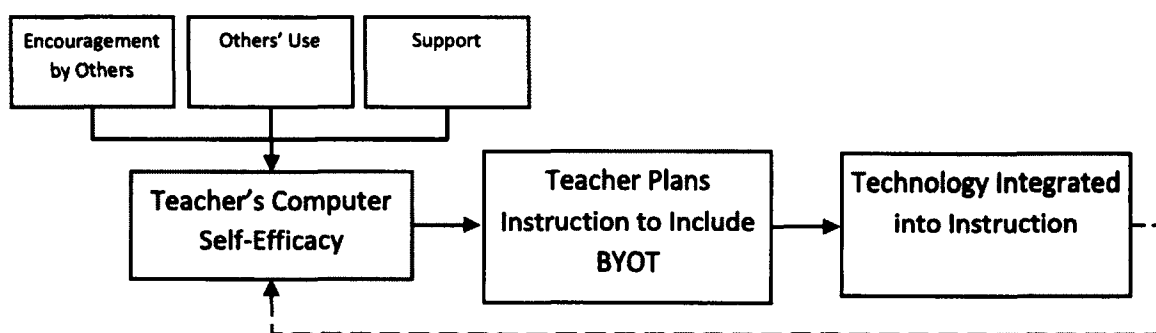 Encouragement
by Others
Others' Use
Support
Teacher's Computer
Self-Efficacy
Teacher Plans
Instruction to Include
BYOT
Technology Integrated
into Instruction